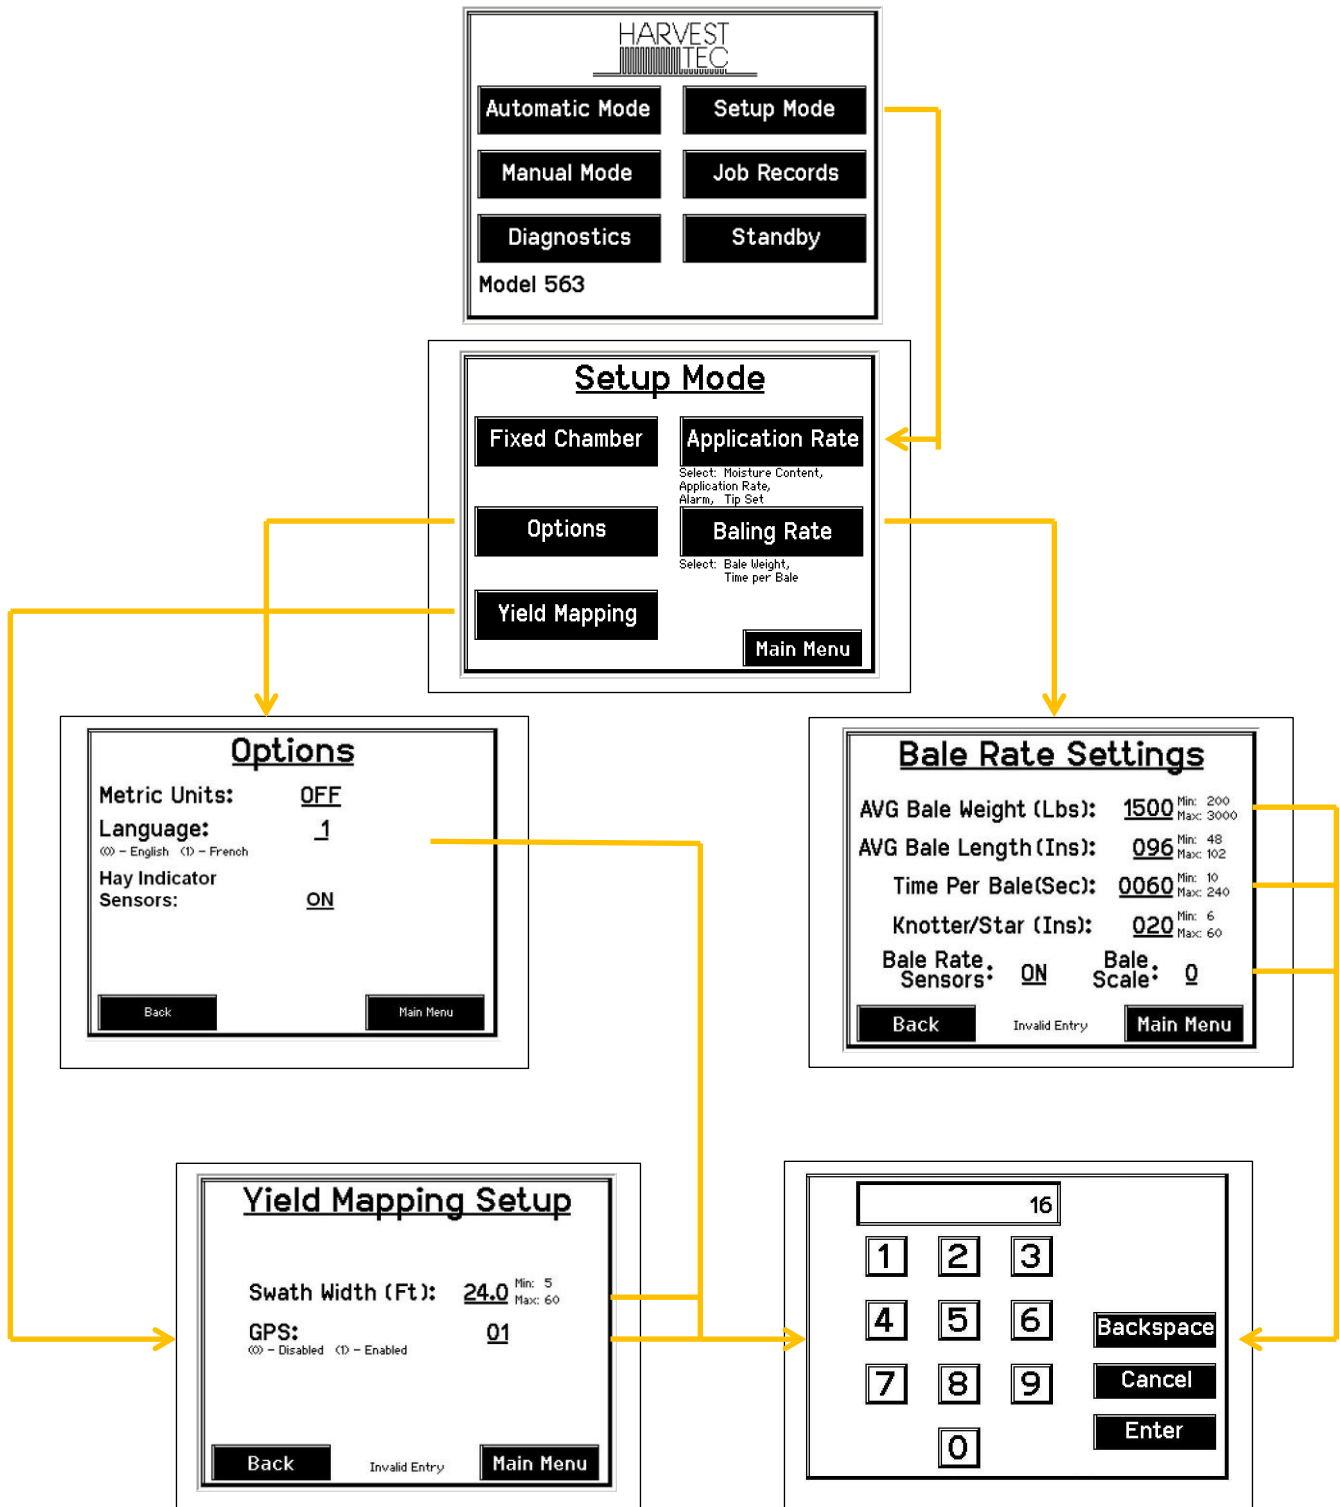 HARVEST
TEC
Automatic Mode
Setup Mode
Manual Mode
Job Records
Diagnostics
Standby
Model 563
Setup Mode
Fixed Chamber
Application Rate
Select: Moisture Content,
Application Rate,
Alarm, Tip Set
Options
Baling Rate
Select: Bale Weight,
Time per Bale
Yield Mapping
Main Menu
Options
Metric Units: OFF
Language: 1
(0) - English (1) - French
Hay Indicator
Sensors: ON
Back
Main Menu
Bale Rate Settings
AVG Bale Weight (Lbs): 1500 Min: 200
Max: 3000
AVG Bale Length (Ins): 096 Min: 48
Max: 102
Time Per Bale(Sec): 0060 Min: 10
Max: 240
Knotter/Star (Ins): 020 Min: 6
Max: 60
Bale Rate
Sensors: ON
Bale
Scale: 0
Back
Invalid Entry
Main Menu
Yield Mapping Setup
Swath Width (Ft): 24.0 Min: 5
Max: 60
GPS: 01
(0) - Disabled (1) - Enabled
Back
Invalid Entry
Main Menu
16
1 2 3
4 5 6
7 8 9
0
Backspace
Cancel
Enter